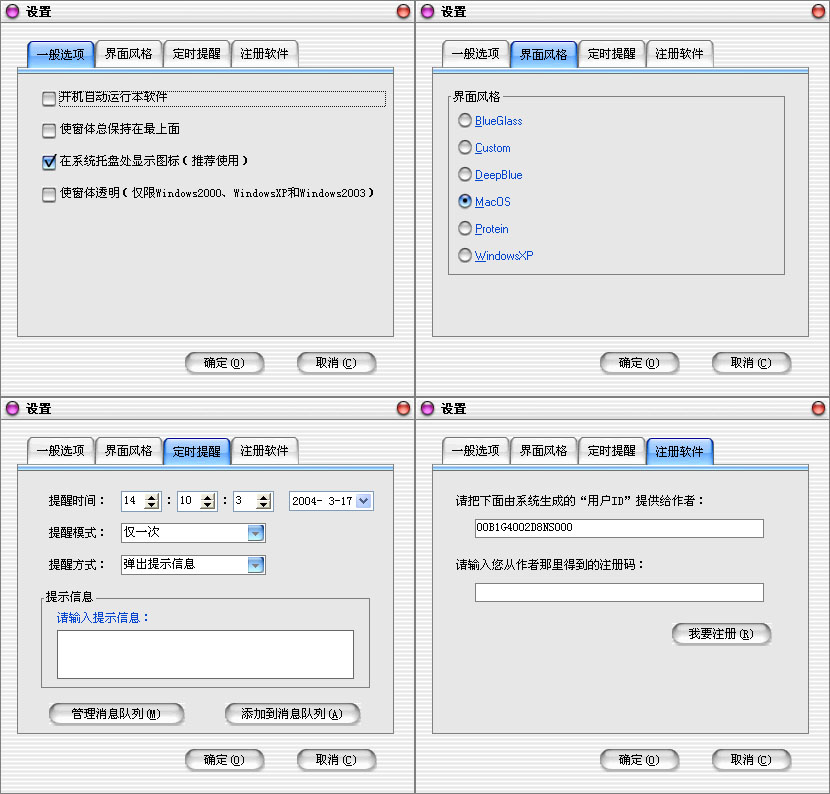 设置
一般选项 界面风格 定时提醒 注册软件
开机自动运行本软件
使窗体总保持在最上面
在系统托盘处显示图标(推荐使用)
使窗体透明(仅限Windows2000、WindowsXP和Windows2003)
确定(O) 取消(C)
设置
一般选项 界面风格 定时提醒 注册软件
界面风格
BlueGlass
Custom
DeepBlue
MacOS
Protein
WindowsXP
确定(O) 取消(C)
设置
一般选项 界面风格 定时提醒 注册软件
提醒时间: 14 : 10 : 3 2004- 3-17
提醒模式: 仅一次
提醒方式: 弹出提示信息
提示信息
请输入提示信息:
管理消息队列(M) 添加到消息队列(A)
确定(O) 取消(C)
设置
一般选项 界面风格 定时提醒 注册软件
请把下面由系统生成的“用户ID”提供给作者:
00B1G4002D8NS000
请输入您从作者那里得到的注册码:
我要注册(R)
确定(O) 取消(C)